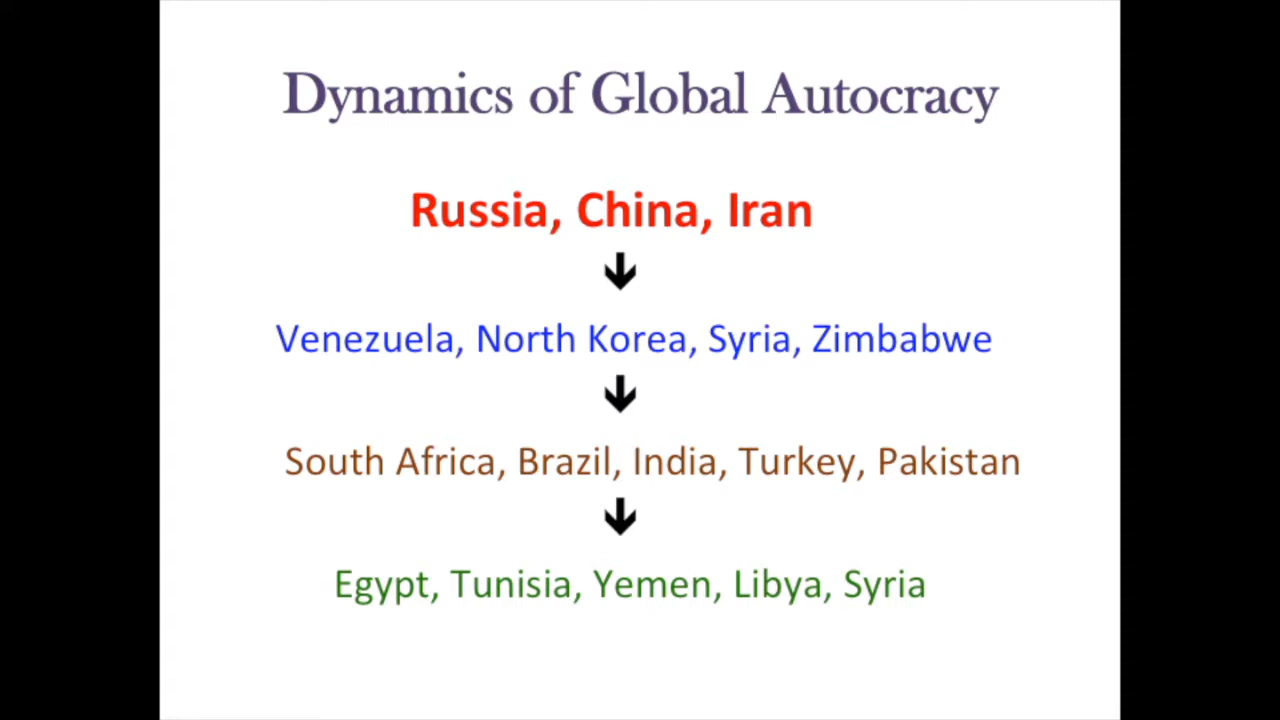 Dynamics of Global Autocracy
Russia, China, Iran
Venezuela, North Korea, Syria, Zimbabwe
South Africa, Brazil, India, Turkey, Pakistan
Egypt, Tunisia, Yemen, Libya, Syria